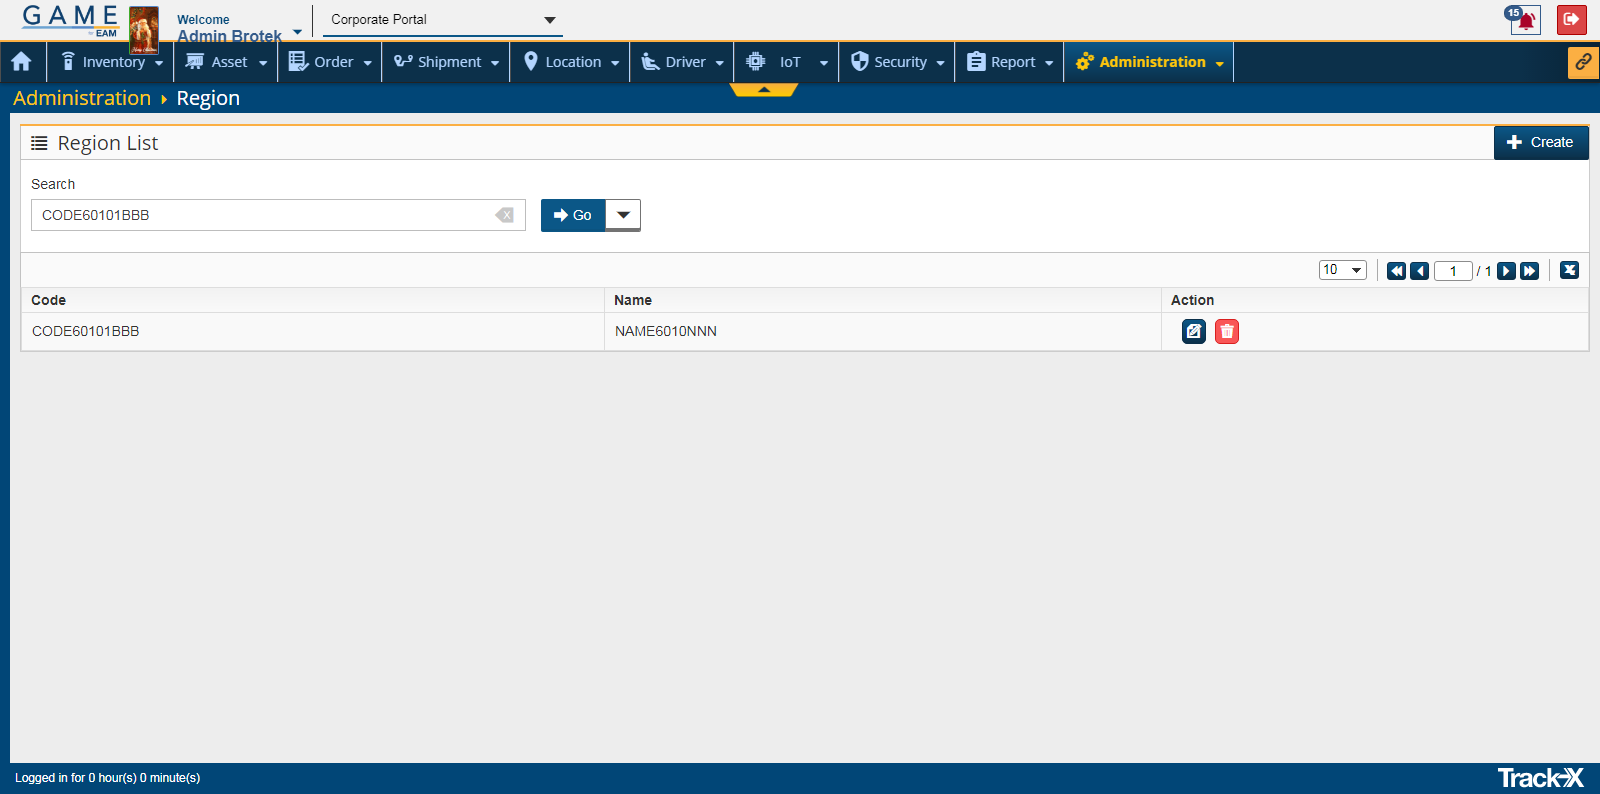 GAME
by EAM
Welcome
Admin Brotek
Corporate Portal
15
Inventory
Asset
Order
Shipment
Location
Driver
IoT
Security
Report
Administration
Administration Region
Region List
Create
Search
CODE60101BBB
Go
10
1 / 1
Code Name Action
CODE60101BBB NAME6010NNN
Logged in for 0 hour(s) 0 minute(s)
Track-X